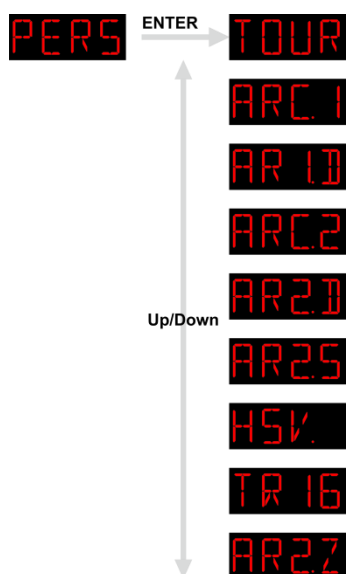 PERS ENTER TOUR
ARC.1
AR1.D
ARC.2
AR2.D
Up/Down
AR2.S
HSV.
TR16
AR2.Z